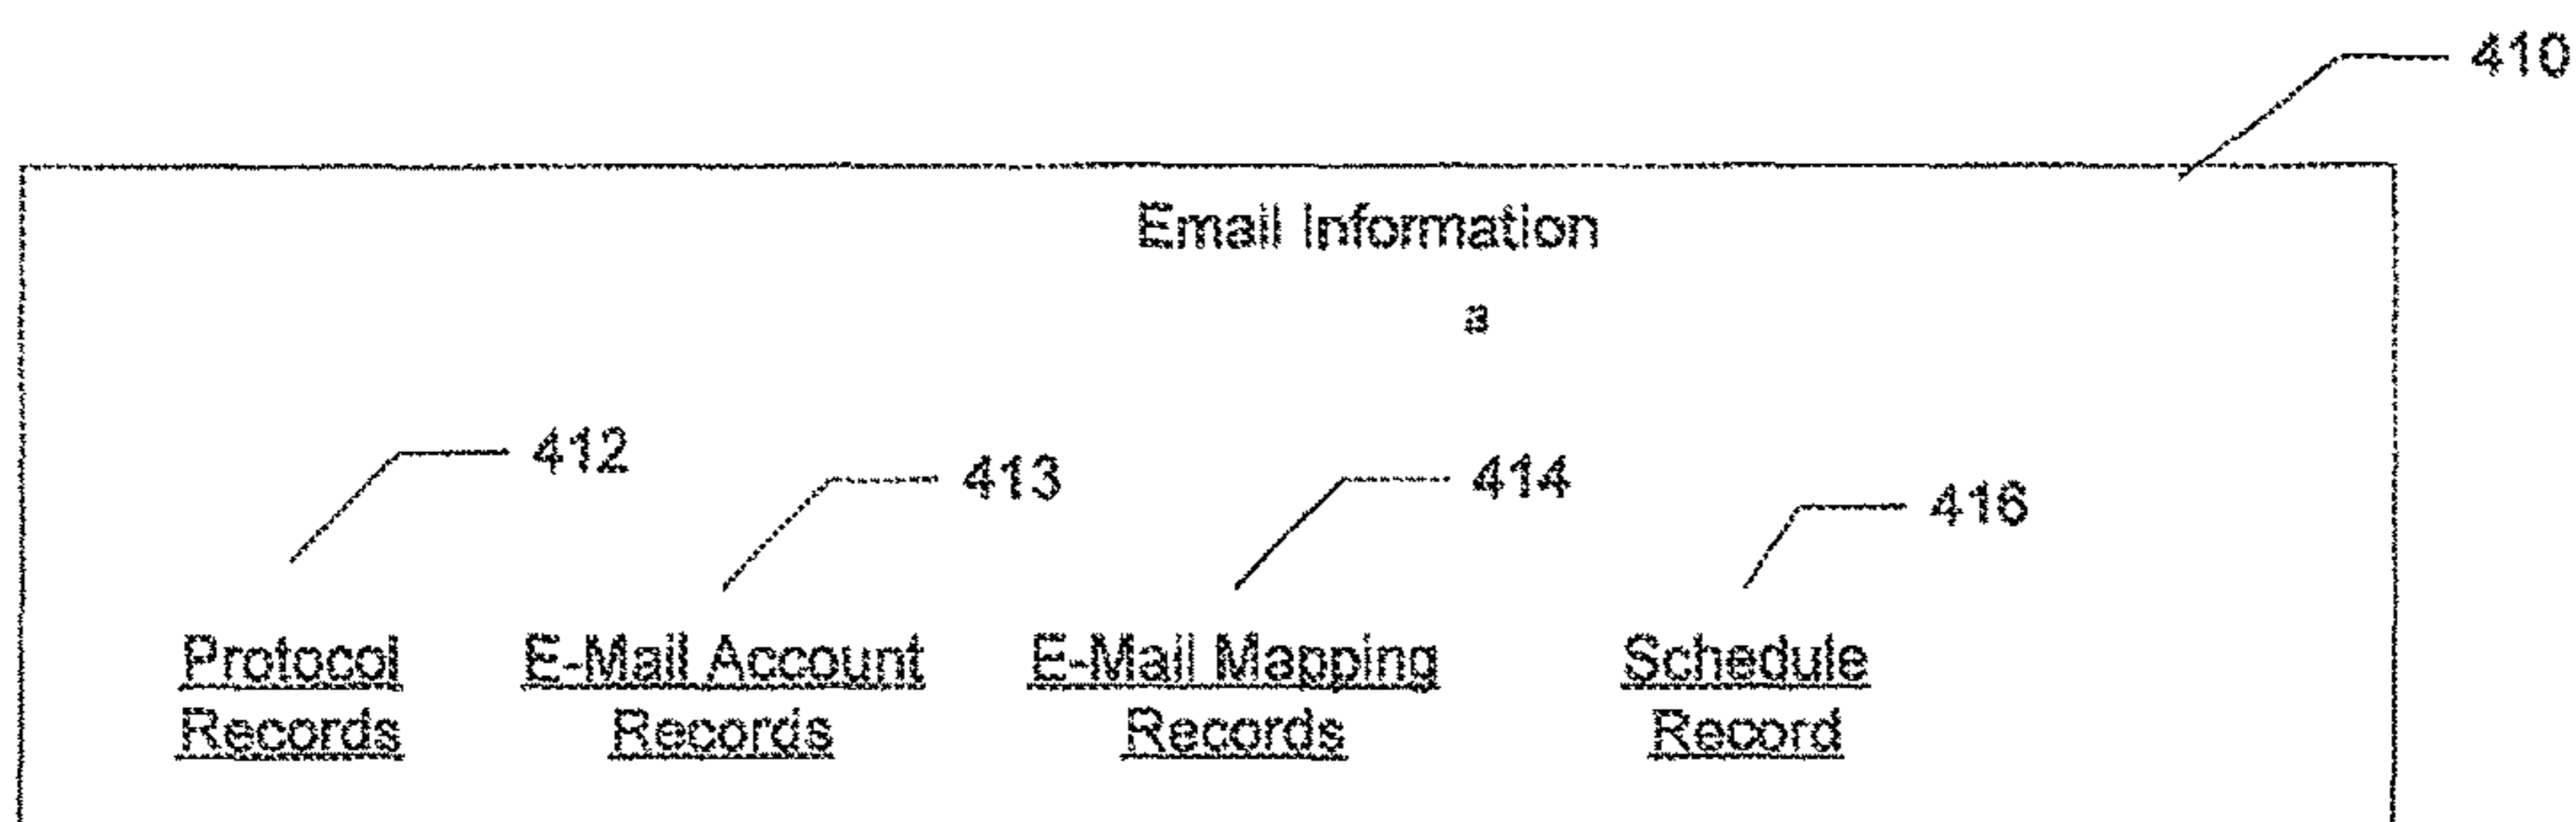 410
Email Information
a
412
413
414
416
Protocol Records
E-Mail Account Records
E-Mail Mapping Records
Schedule Record